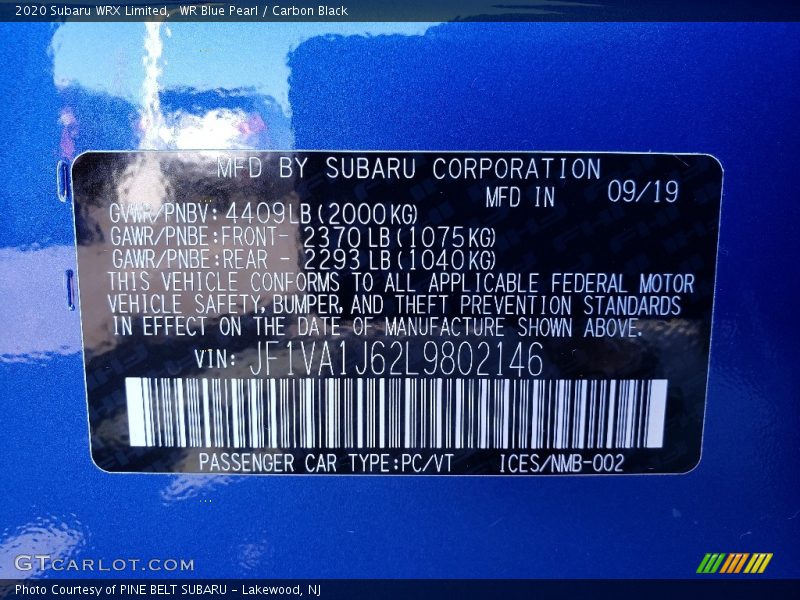 2020 Subaru WRX Limited, WR Blue Pearl / Carbon Black
MFD BY SUBARU CORPORATION
MFD IN 09/19
GVWR/PNBV: 4409LB (2000KG)
GAWR/PNBE:FRONT- 2370 LB (1075KG)
GAWR/PNBE:REAR - 2293 LB (1040KG)
THIS VEHICLE CONFORMS TO ALL APPLICABLE FEDERAL MOTOR
VEHICLE SAFETY, BUMPER, AND THEFT PREVENTION STANDARDS
IN EFFECT ON THE DATE OF MANUFACTURE SHOWN ABOVE.
VIN: JF1VA1J62L9802146
PASSENGER CAR TYPE:PC/VT ICES/NMB-002
GTCARLOT.COM
Photo Courtesy of PINE BELT SUBARU - Lakewood, NJ